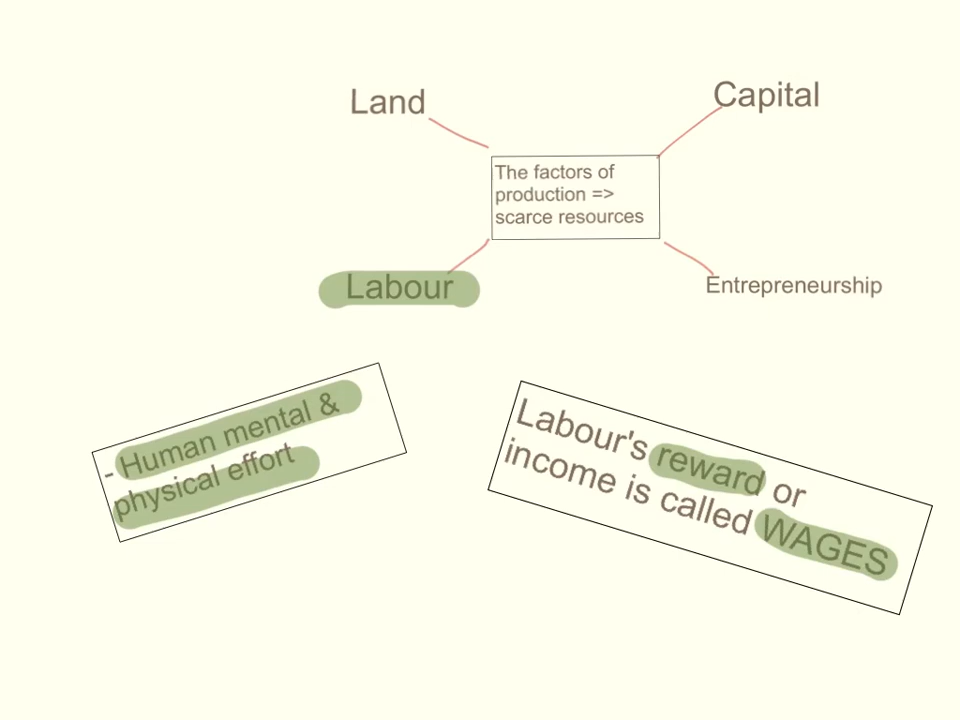 Land
Capital
The factors of
production =>
scarce resources
Labour
Entrepreneurship
- Human mental &
physical effort
Labour's reward or
income is called WAGES